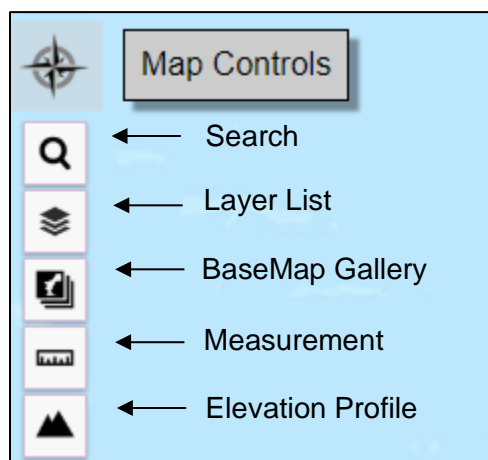 Map Controls
Search
Layer List
BaseMap Gallery
Measurement
Elevation Profile